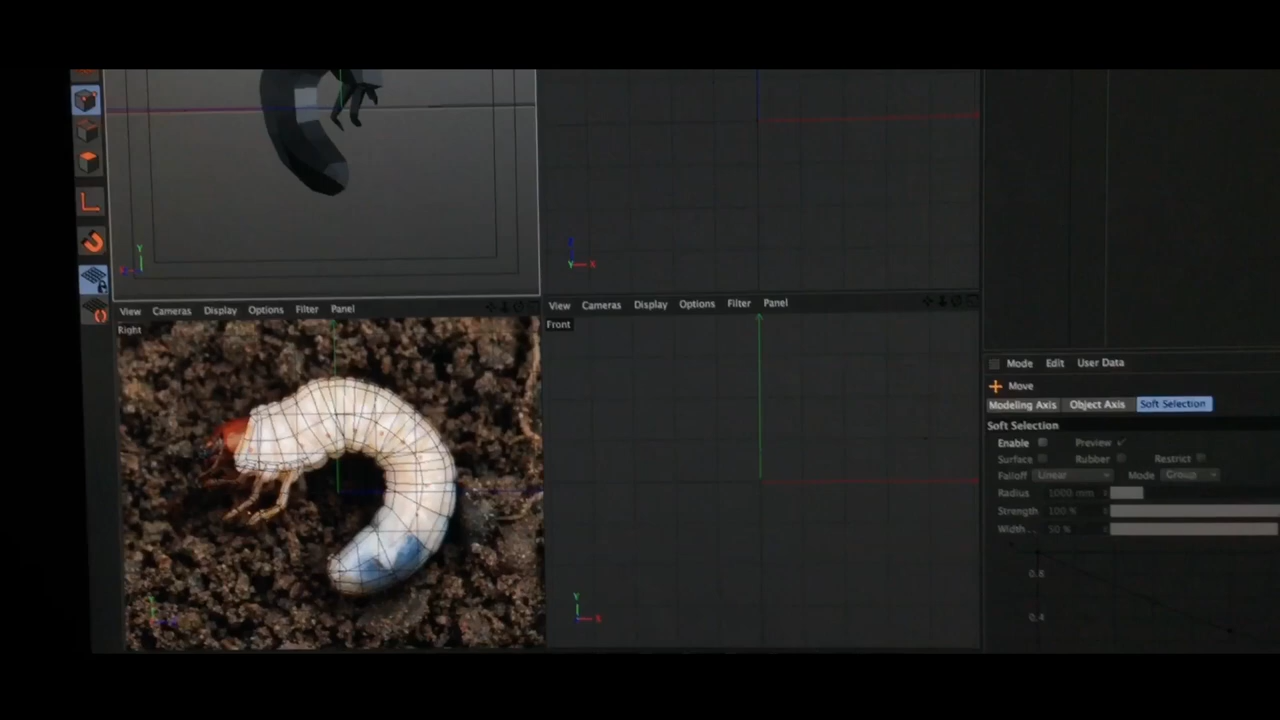 Y
Z
Y X
View Cameras Display Options Filter Panel
View Cameras Display Options Filter Panel
Right
Front
Y
X
Mode Edit User Data
Move
Modeling Axis Object Axis Soft Selection
Soft Selection
Enable Preview
Surface Rubber Restrict
Falloff Linear Mode Group
Radius 1000 mm
Strength 100 %
Width . . 50 %
0.6
0.4